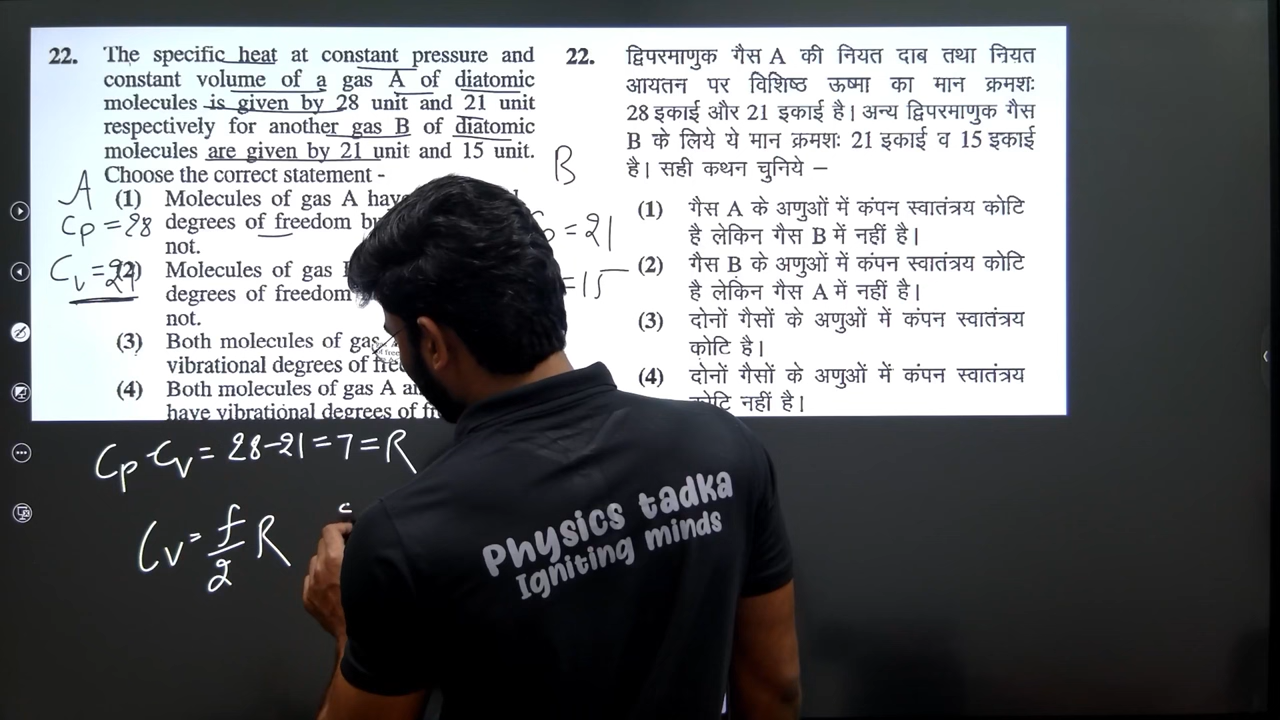 22. The specific heat at constant pressure and
constant volume of a gas A of diatomic
molecules is given by 28 unit and 21 unit
respectively for another gas B of diatomic
molecules are given by 21 unit and 15 unit.
Choose the correct statement -
(1) Molecules of gas A have
degrees of freedom
not.
(2) Molecules of gas
degrees of freedom
not.
(3) Both molecules of gas
vibrational degrees of
(4) Both molecules of gas A
have vibrational degrees of
A
Cp = 28
Cv = 21
B
= 21
= 15
22. द्विपरमाणुक गैस A की नियत दाब तथा नियत
आयतन पर विशिष्ठ ऊष्मा का मान क्रमशः
28 इकाई और 21 इकाई है। अन्य द्विपरमाणुक गैस
B के लिये ये मान क्रमशः 21 इकाई व 15 इकाई
है। सही कथन चुनिये –
(1) गैस A के अणुओं में कंपन स्वातंत्रय कोटि
है लेकिन गैस B में नहीं है।
(2) गैस B के अणुओं में कंपन स्वातंत्रय कोटि
है लेकिन गैस A में नहीं है।
(3) दोनों गैसों के अणुओं में कंपन स्वातंत्रय
कोटि है।
(4) दोनों गैसों के अणुओं में कंपन स्वातंत्रय
कोटि नहीं है।
Cp - Cv = 28 - 21 = 7 = R
Cv = f/2 R
Physics tadka
Igniting minds